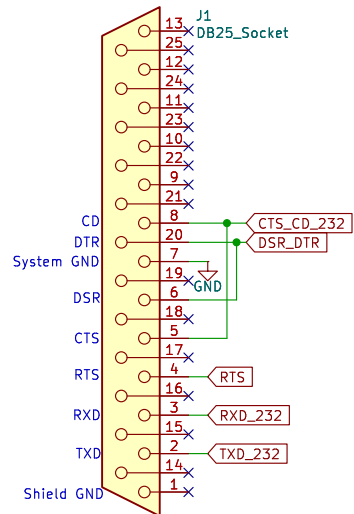 J1
DB25_Socket
13
25
12
24
11
23
10
22
9
21
CD 8 CTS_CD_232
DTR 20 DSR_DTR
System GND 7
19 GND
DSR 6
18
CTS 5
17
RTS 4 RTS
16
RXD 3 RXD_232
15
TXD 2 TXD_232
14
Shield GND 1